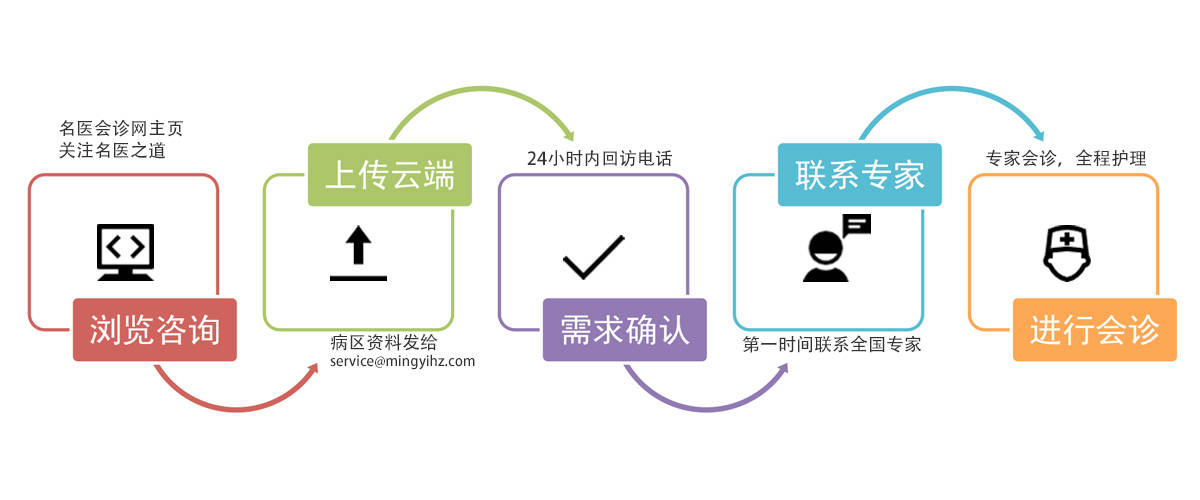 名医会诊网主页
关注名医之道
浏览咨询
上传云端
病区资料发给
service@mingyihz.com
24小时内回访电话
需求确认
联系专家
第一时间联系全国专家
专家会诊，全程护理
进行会诊